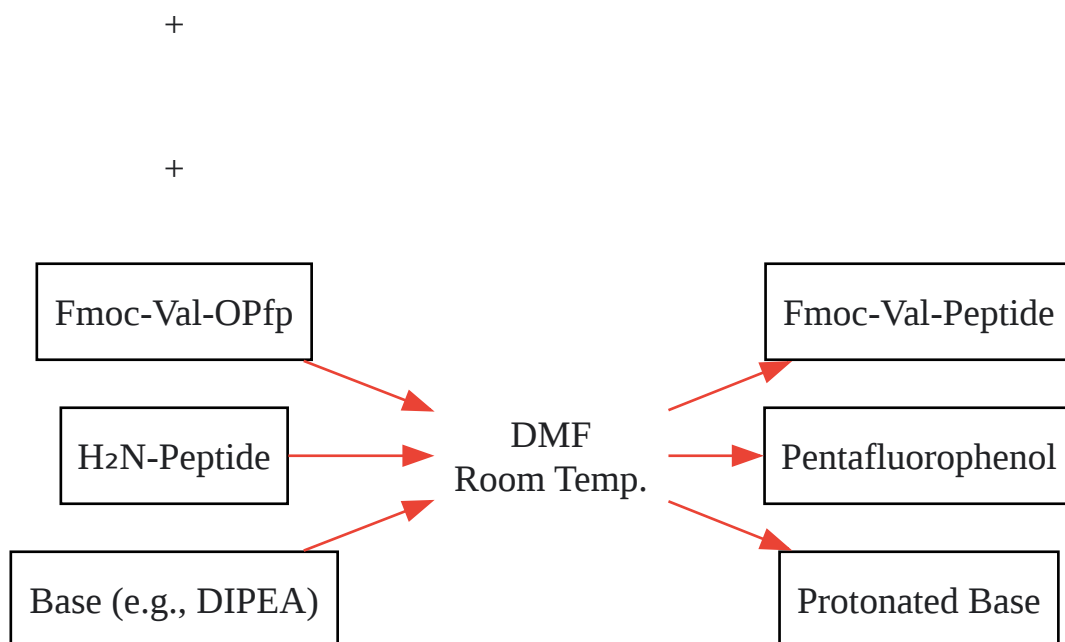 +
+
Fmoc-Val-OPfp
H₂N-Peptide
Base (e.g., DIPEA)
DMF
Room Temp.
Fmoc-Val-Peptide
Pentafluorophenol
Protonated Base